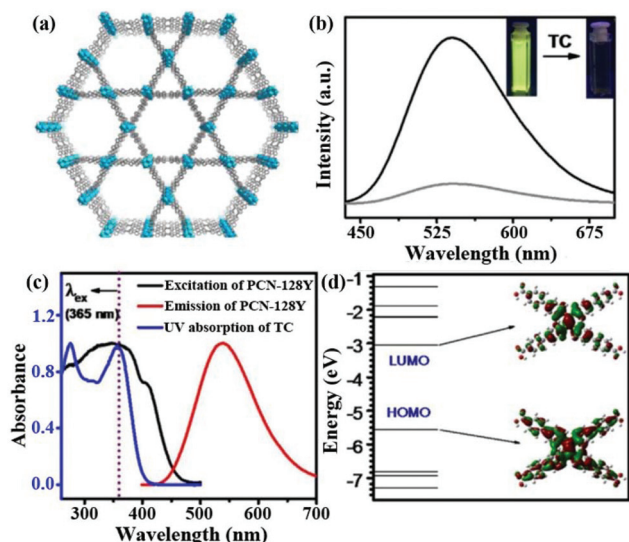 (a)
(b)
TC
Intensity (a.u.)
450 525 600 675
Wavelength (nm)
(c)
λex
(365 nm)
Excitation of PCN-128Y
Emission of PCN-128Y
UV absorption of TC
1.2
0.8
0.4
0.0
Absorbance
300 400 500 600 700
Wavelength (nm)
(d)
-1
-2
-3
-4
-5
-6
-7
Energy (eV)
LUMO
HOMO